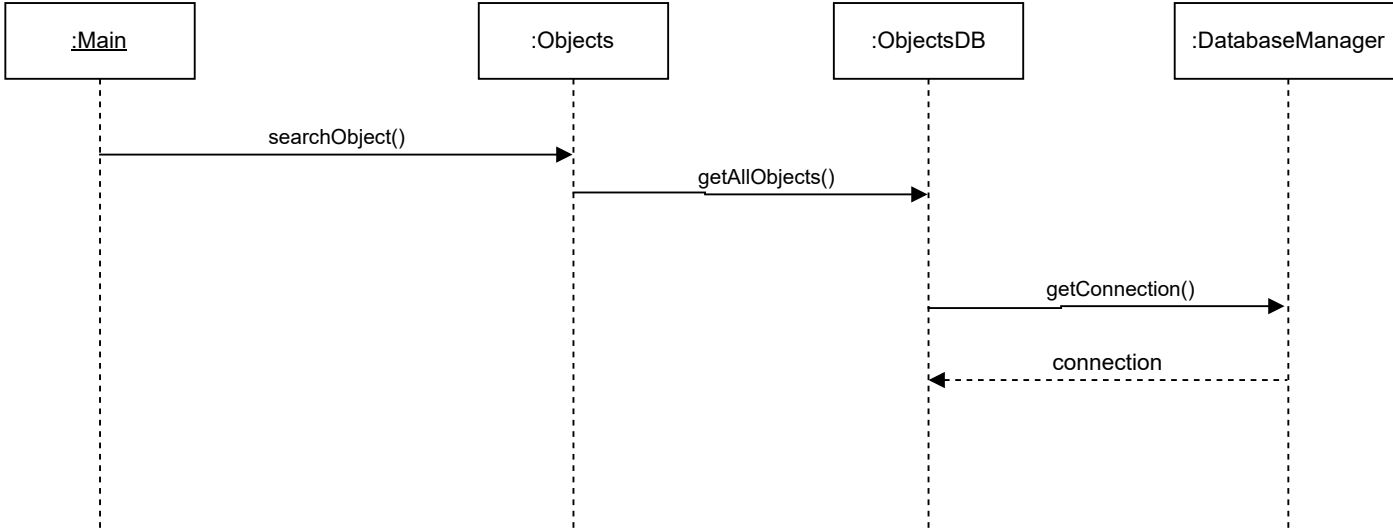 :Main
:Objects
:ObjectsDB
:DatabaseManager
searchObject()
getAllObjects()
getConnection()
connection